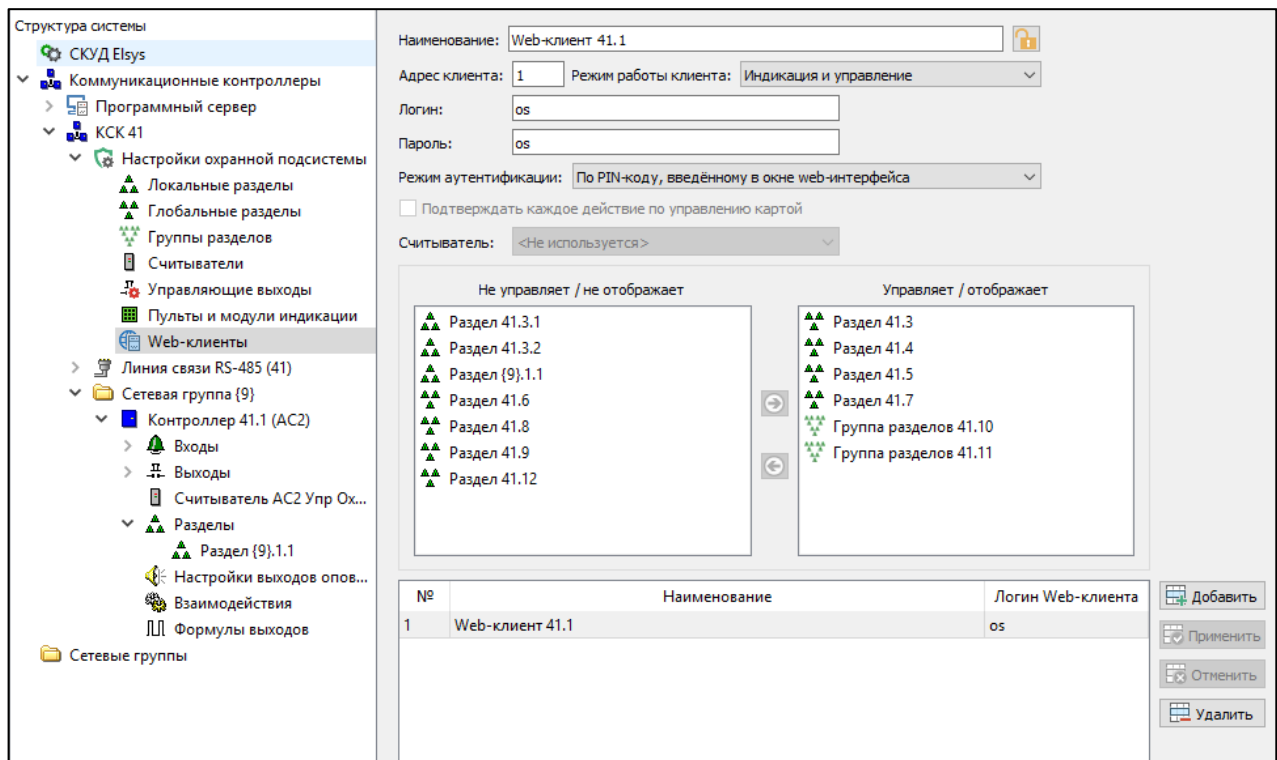 Структура системы
СКУД Elsys
Коммуникационные контроллеры
Программный сервер
КСК 41
Настройки охранной подсистемы
Локальные разделы
Глобальные разделы
Группы разделов
Считыватели
Управляющие выходы
Пульты и модули индикации
Web-клиенты
Линия связи RS-485 (41)
Сетевая группа {9}
Контроллер 41.1 (AC2)
Входы
Выходы
Считыватель AC2 Упр Ох...
Разделы
Раздел {9}.1.1
Настройки выходов опов...
Взаимодействия
Формулы выходов
Сетевые группы
Наименование: Web-клиент 41.1
Адрес клиента: 1 Режим работы клиента: Индикация и управление
Логин: os
Пароль: os
Режим аутентификации: По PIN-коду, введённому в окне web-интерфейса
Подтверждать каждое действие по управлению картой
Считыватель: <Не используется>
Не управляет / не отображает
Раздел 41.3.1
Раздел 41.3.2
Раздел {9}.1.1
Раздел 41.6
Раздел 41.8
Раздел 41.9
Раздел 41.12
Управляет / отображает
Раздел 41.3
Раздел 41.4
Раздел 41.5
Раздел 41.7
Группа разделов 41.10
Группа разделов 41.11
№ Наименование Логин Web-клиента
1 Web-клиент 41.1 os
Добавить
Применить
Отменить
Удалить